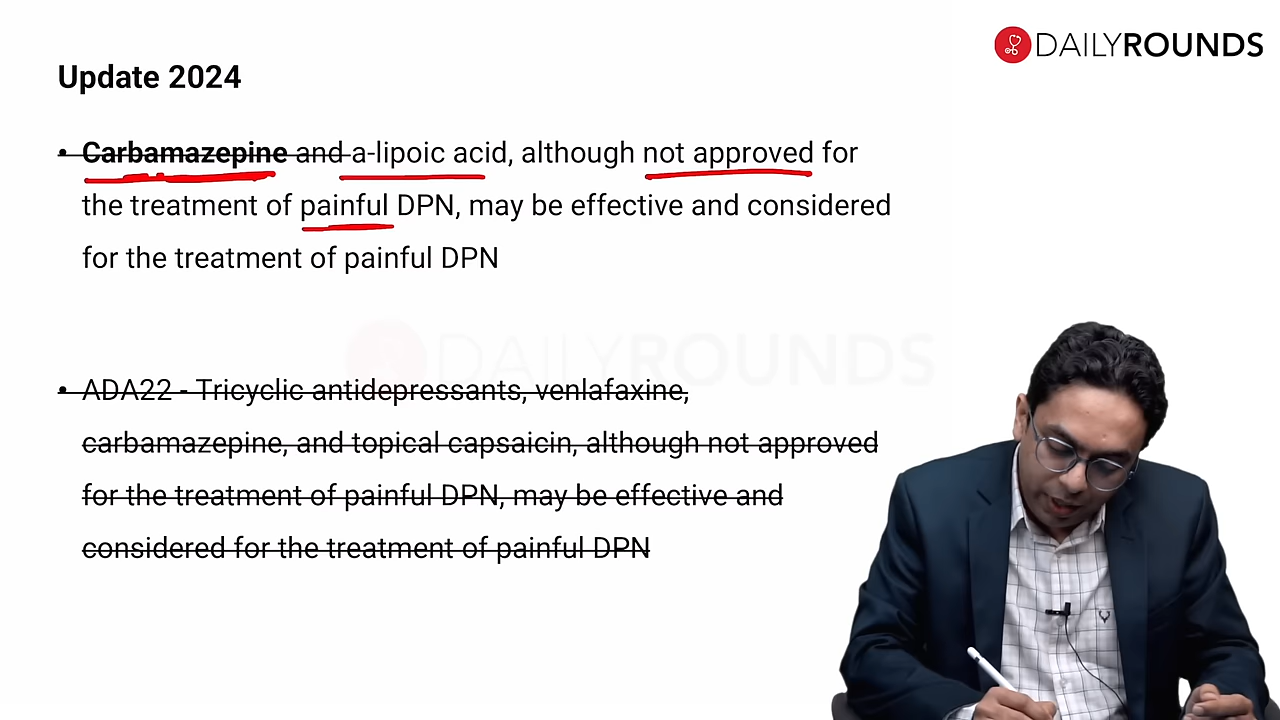 DAILYROUNDS
Update 2024
• Carbamazepine and a-lipoic acid, although not approved for
the treatment of painful DPN, may be effective and considered
for the treatment of painful DPN
DAILYROUNDS
• ADA22 - Tricyclic antidepressants, venlafaxine,
carbamazepine, and topical capsaicin, although not approved
for the treatment of painful DPN, may be effective and
considered for the treatment of painful DPN